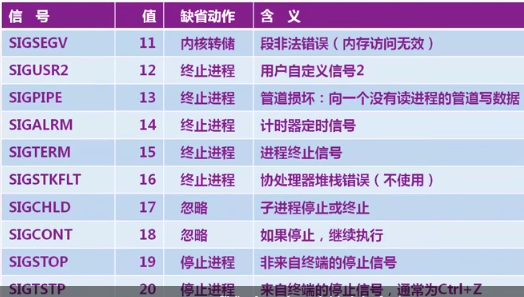 信 号 值 缺省动作 含 义
SIGSEGV 11 内核转储 段非法错误（内存访问无效）
SIGUSR2 12 终止进程 用户自定义信号2
SIGPIPE 13 终止进程 管道损坏：向一个没有读进程的管道写数据
SIGALRM 14 终止进程 计时器定时信号
SIGTERM 15 终止进程 进程终止信号
SIGSTKFLT 16 终止进程 协处理器堆栈错误（不使用）
SIGCHLD 17 忽略 子进程停止或终止
SIGCONT 18 忽略 如果停止，继续执行
SIGSTOP 19 停止进程 非来自终端的停止信号
SIGTSTP 20 停止进程 来自终端的停止信号，通常为Ctrl+Z